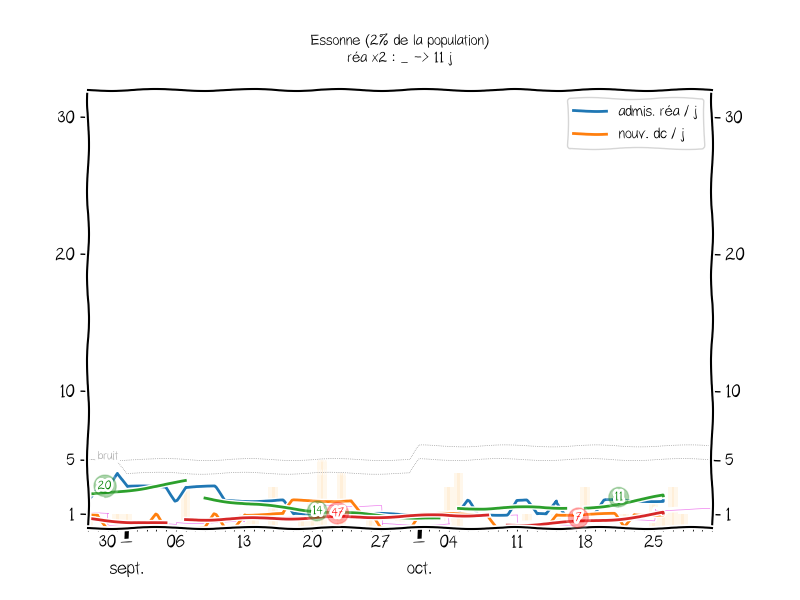 Essonne (2% de la population)
réa x2 : _ -> 11 j
admis. réa / j
nouv. dc / j
30 30
20 20
10 10
5 5
1 1
bruit
20 14 47 7 11
30 06 13 20 27 04 11 18 25
sept. oct.